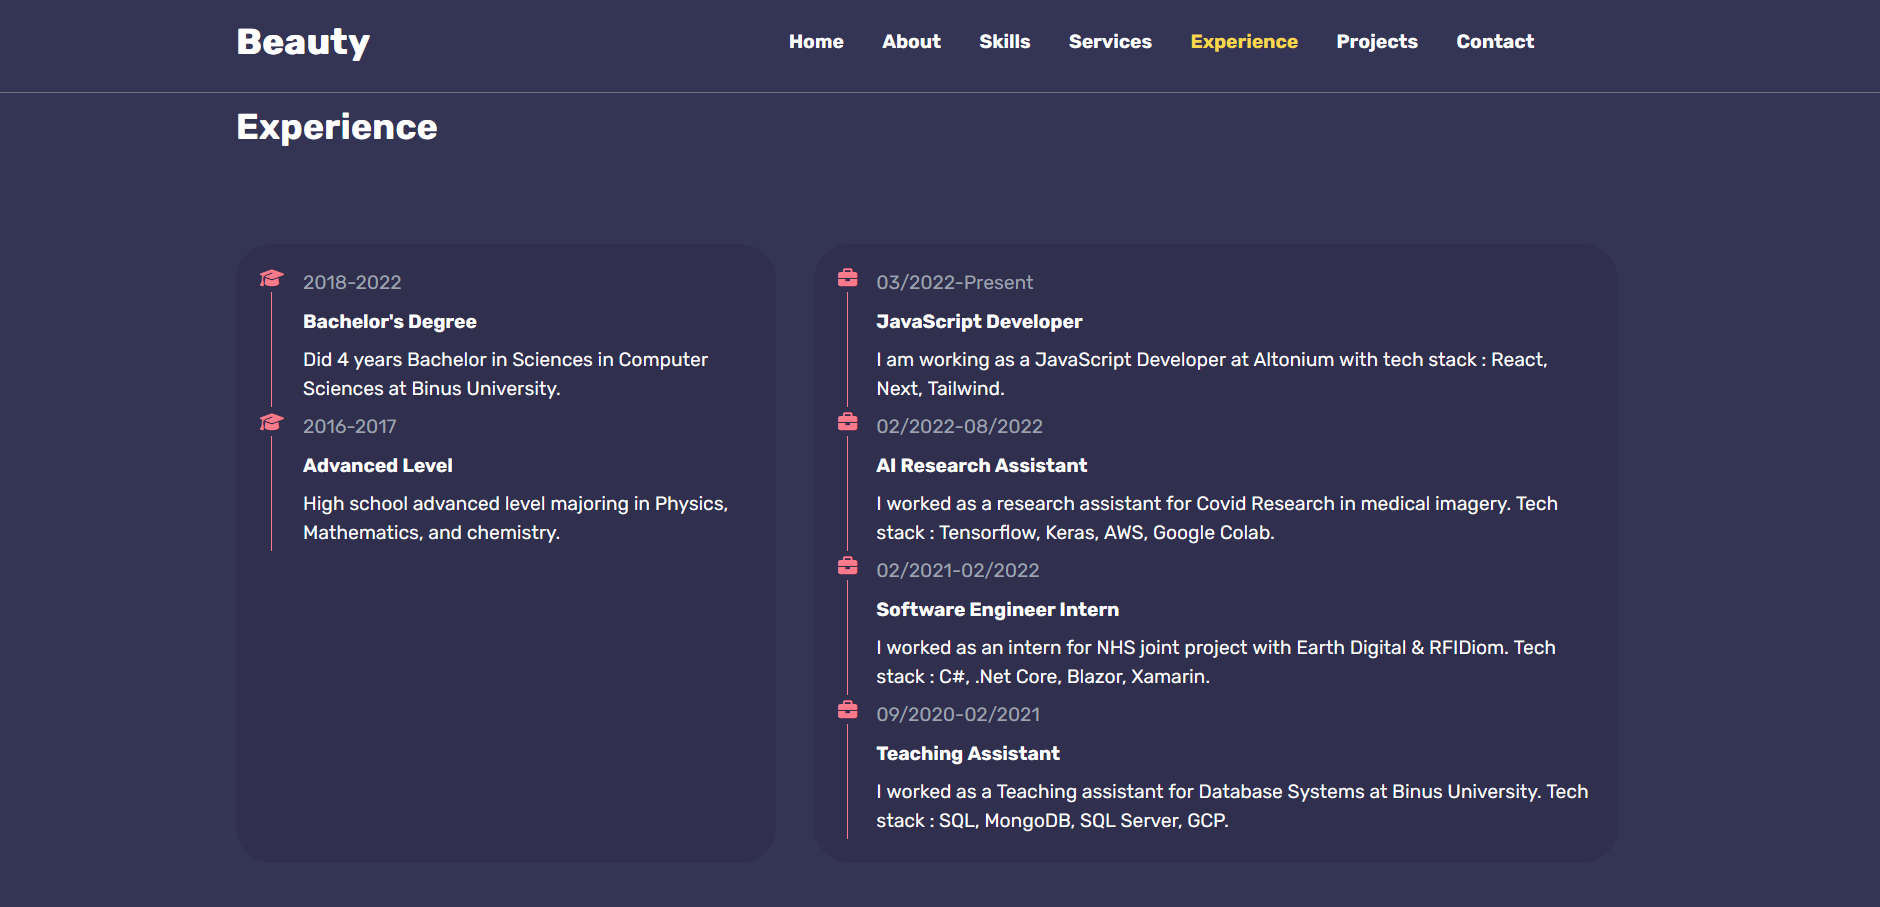 Beauty
Home About Skills Services Experience Projects Contact
Experience
2018-2022
Bachelor's Degree
Did 4 years Bachelor in Sciences in Computer
Sciences at Binus University.
2016-2017
Advanced Level
High school advanced level majoring in Physics,
Mathematics, and chemistry.
03/2022-Present
JavaScript Developer
I am working as a JavaScript Developer at Altonium with tech stack : React,
Next, Tailwind.
02/2022-08/2022
AI Research Assistant
I worked as a research assistant for Covid Research in medical imagery. Tech
stack : Tensorflow, Keras, AWS, Google Colab.
02/2021-02/2022
Software Engineer Intern
I worked as an intern for NHS joint project with Earth Digital & RFIDiom. Tech
stack : C#, .Net Core, Blazor, Xamarin.
09/2020-02/2021
Teaching Assistant
I worked as a Teaching assistant for Database Systems at Binus University. Tech
stack : SQL, MongoDB, SQL Server, GCP.